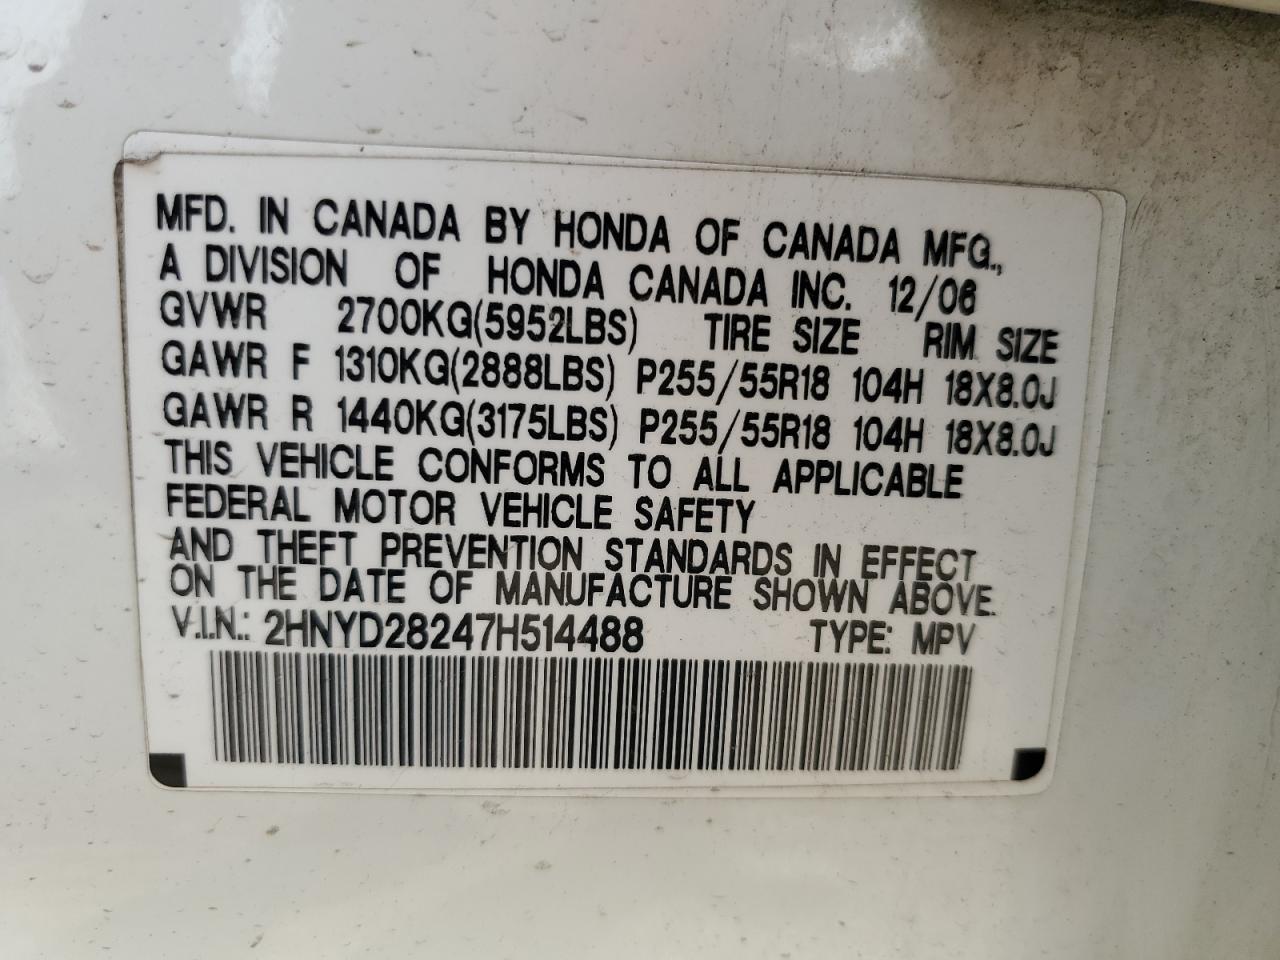 MFD. IN CANADA BY HONDA OF CANADA MFG.,
A DIVISION OF HONDA CANADA INC. 12/06
GVWR 2700KG(5952LBS) TIRE SIZE RIM SIZE
GAWR F 1310KG(2888LBS) P255/55R18 104H 18X8.0J
GAWR R 1440KG(3175LBS) P255/55R18 104H 18X8.0J
THIS VEHICLE CONFORMS TO ALL APPLICABLE
FEDERAL MOTOR VEHICLE SAFETY
AND THEFT PREVENTION STANDARDS IN EFFECT
ON THE DATE OF MANUFACTURE SHOWN ABOVE.
V.I.N.: 2HNYD28247H514488 TYPE: MPV